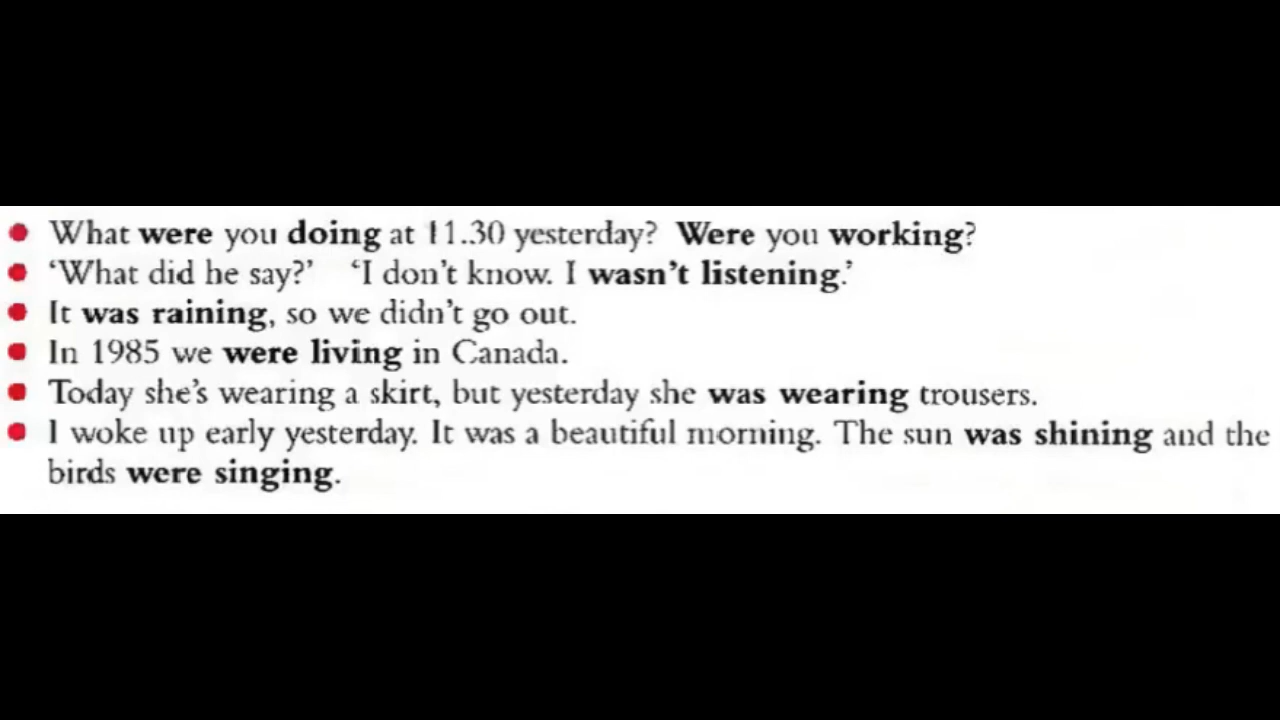 • What were you doing at 11.30 yesterday? Were you working?
• ‘What did he say?’ ‘I don’t know. I wasn’t listening.’
• It was raining, so we didn’t go out.
• In 1985 we were living in Canada.
• Today she’s wearing a skirt, but yesterday she was wearing trousers.
• I woke up early yesterday. It was a beautiful morning. The sun was shining and the
birds were singing.